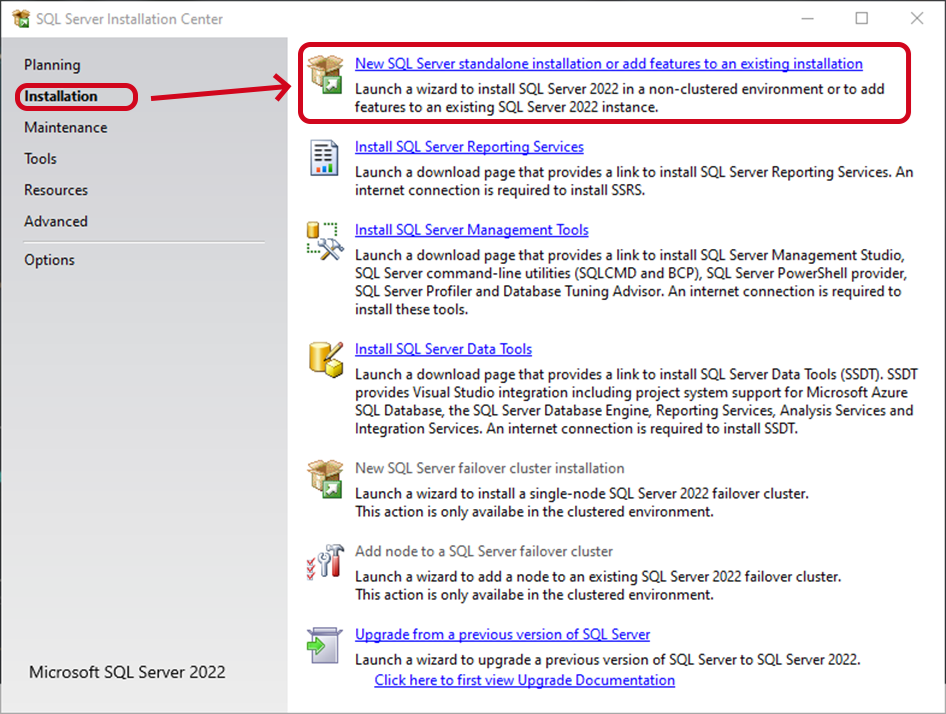 SQL Server Installation Center
Planning
Installation
Maintenance
Tools
Resources
Advanced
Options
Microsoft SQL Server 2022
New SQL Server standalone installation or add features to an existing installation
Launch a wizard to install SQL Server 2022 in a non-clustered environment or to add
features to an existing SQL Server 2022 instance.
Install SQL Server Reporting Services
Launch a download page that provides a link to install SQL Server Reporting Services. An
internet connection is required to install SSRS.
Install SQL Server Management Tools
Launch a download page that provides a link to install SQL Server Management Studio,
SQL Server command-line utilities (SQLCMD and BCP), SQL Server PowerShell provider,
SQL Server Profiler and Database Tuning Advisor. An internet connection is required to
install these tools.
Install SQL Server Data Tools
Launch a download page that provides a link to install SQL Server Data Tools (SSDT). SSDT
provides Visual Studio integration including project system support for Microsoft Azure
SQL Database, the SQL Server Database Engine, Reporting Services, Analysis Services and
Integration Services. An internet connection is required to install SSDT.
New SQL Server failover cluster installation
Launch a wizard to install a single-node SQL Server 2022 failover cluster.
This action is only availabe in the clustered environment.
Add node to a SQL Server failover cluster
Launch a wizard to add a node to an existing SQL Server 2022 failover cluster.
This action is only availabe in the clustered environment.
Upgrade from a previous version of SQL Server
Launch a wizard to upgrade a previous version of SQL Server to SQL Server 2022.
Click here to first view Upgrade Documentation